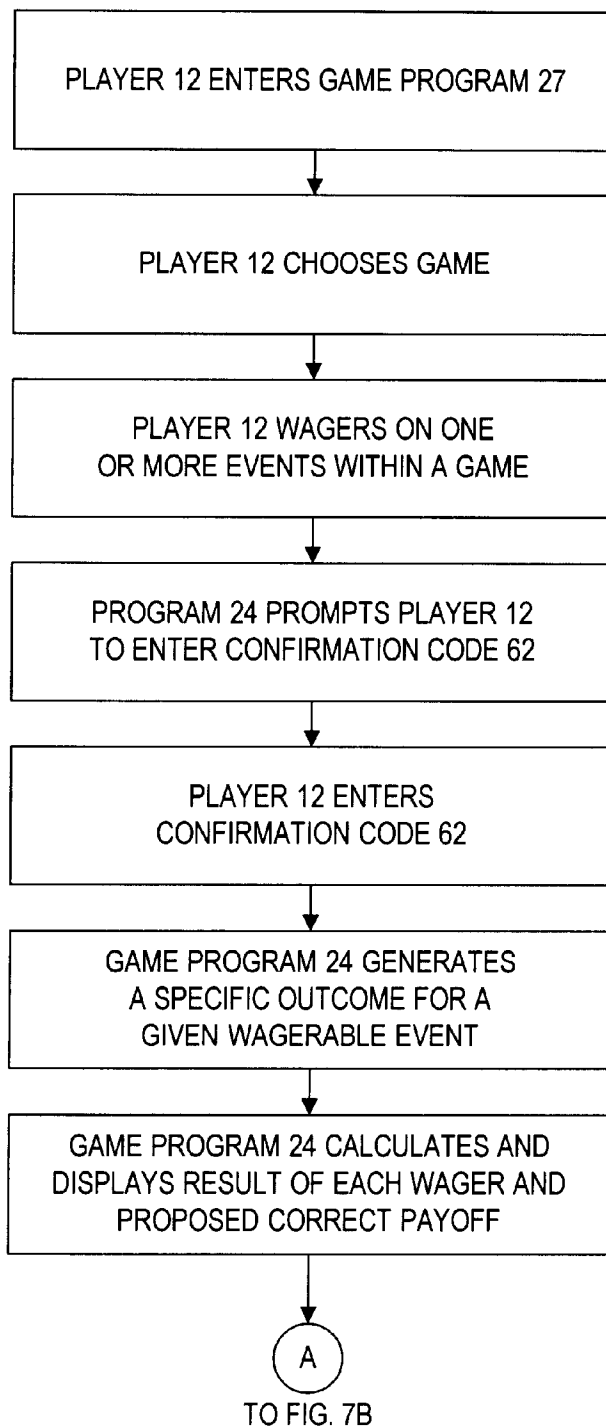 PLAYER 12 ENTERS GAME PROGRAM 27
PLAYER 12 CHOOSES GAME
PLAYER 12 WAGERS ON ONE
OR MORE EVENTS WITHIN A GAME
PROGRAM 24 PROMPTS PLAYER 12
TO ENTER CONFIRMATION CODE 62
PLAYER 12 ENTERS
CONFIRMATION CODE 62
GAME PROGRAM 24 GENERATES
A SPECIFIC OUTCOME FOR A
GIVEN WAGERABLE EVENT
GAME PROGRAM 24 CALCULATES AND
DISPLAYS RESULT OF EACH WAGER AND
PROPOSED CORRECT PAYOFF
A
TO FIG. 7B